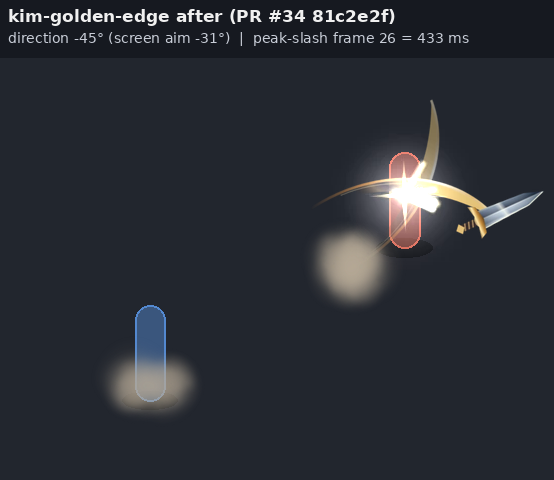 kim-golden-edge after (PR #34 81c2e2f)
direction -45° (screen aim -31°)  |  peak-slash frame 26 = 433 ms